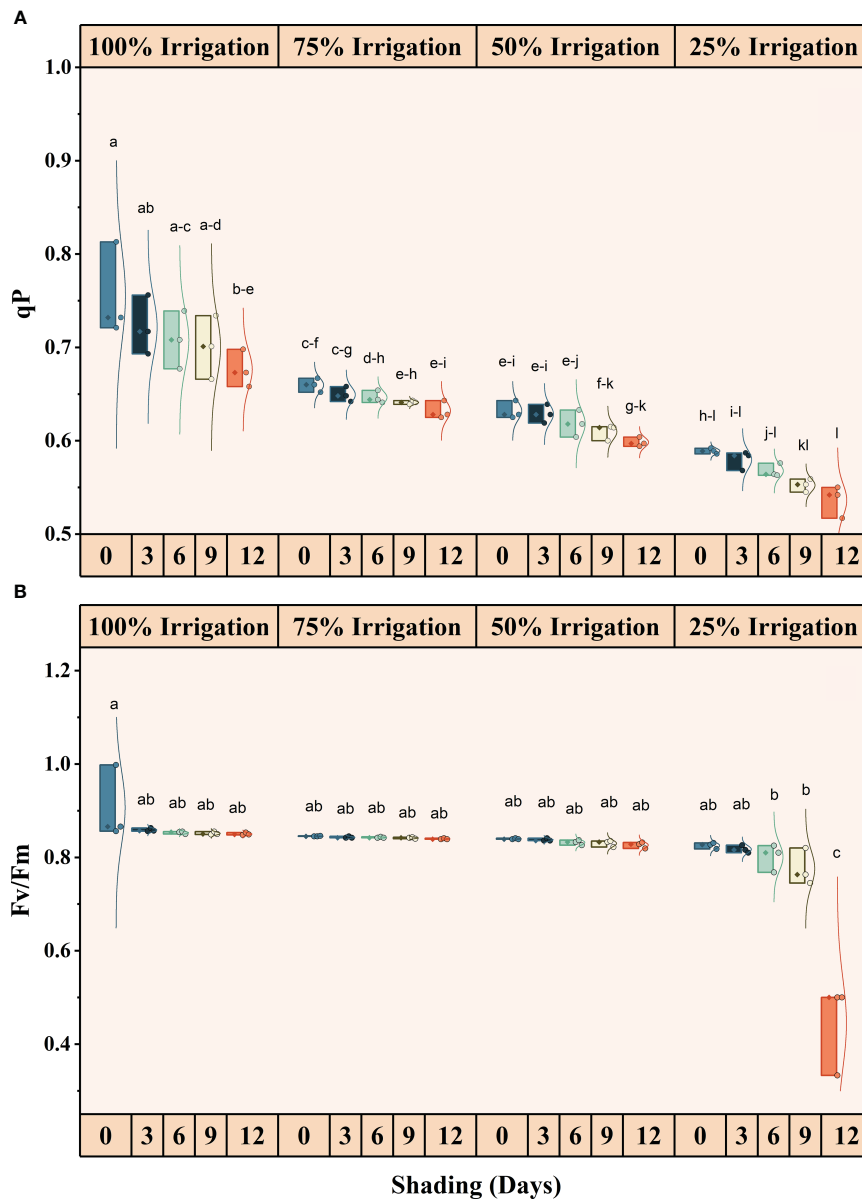 A
100% Irrigation 75% Irrigation 50% Irrigation 25% Irrigation
1.0
0.9
0.8
0.7
0.6
0.5
qP
a ab a-c a-d b-e c-f c-g d-h e-h e-i e-i e-i e-j f-k g-k h-l i-l j-l kl l
0 3 6 9 12 0 3 6 9 12 0 3 6 9 12 0 3 6 9 12
B
100% Irrigation 75% Irrigation 50% Irrigation 25% Irrigation
1.2
1.0
0.8
0.6
0.4
Fv/Fm
a ab ab ab ab ab ab ab ab ab ab ab ab ab ab ab ab b b c
0 3 6 9 12 0 3 6 9 12 0 3 6 9 12 0 3 6 9 12
Shading (Days)